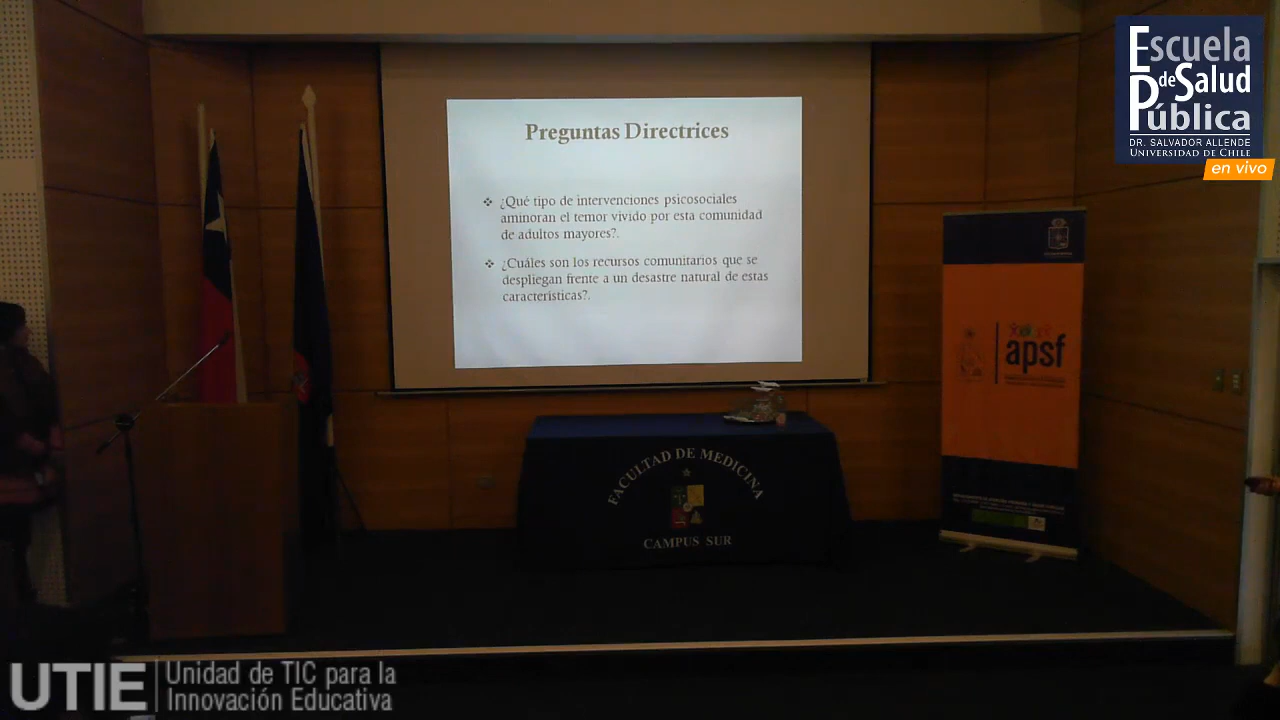 Escuela
de Salud
Pública
DR. SALVADOR ALLENDE
UNIVERSIDAD DE CHILE
en vivo
Preguntas Directrices
❖ ¿Qué tipo de intervenciones psicosociales
aminoran el temor vivido por esta comunidad
de adultos mayores?.
❖ ¿Cuáles son los recursos comunitarios que se
despliegan frente a un desastre natural de estas
características?.
apsf
FACULTAD DE MEDICINA
CAMPUS SUR
UTIE
Unidad de TIC para la
Innovación Educativa